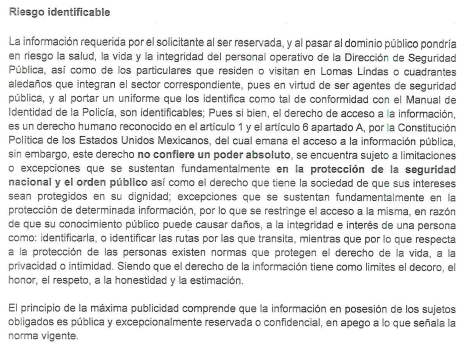 Riesgo identificable
La información requerida por el solicitante al ser reservada, y al pasar al dominio público pondría
en riesgo la salud, la vida y la integridad del personal operativo de la Dirección de Seguridad
Pública, así como de los particulares que residen o visitan en Lomas Lindas o cuadrantes
aledaños que integran el sector correspondiente, pues en virtud de ser agentes de seguridad
pública, y al portar un uniforme que los identifica como tal de conformidad con el Manual de
Identidad de la Policía, son identificables; Pues si bien, el derecho de acceso a la información,
es un derecho humano reconocido en el artículo 1 y el artículo 6 apartado A, por la Constitución
Política de los Estados Unidos Mexicanos, del cual emana el acceso a la información pública,
sin embargo, este derecho no confiere un poder absoluto, se encuentra sujeto a limitaciones
o excepciones que se sustentan fundamentalmente en la protección de la seguridad
nacional y el orden público así como el derecho que tiene la sociedad de que sus intereses
sean protegidos en su dignidad; excepciones que se sustentan fundamentalmente en la
protección de determinada información, por lo que se restringe el acceso a la misma, en razón
de que su conocimiento público puede causar daños, a la integridad e interés de una persona
como: identificarla, o identificar las rutas por las que transita, mientras que por lo que respecta
a la protección de las personas existen normas que protegen el derecho de la vida, a la
privacidad o intimidad. Siendo que el derecho de la información tiene como limites el decoro, el
honor, el respeto, a la honestidad y la estimación.
El principio de la máxima publicidad comprende que la información en posesión de los sujetos
obligados es pública y excepcionalmente reservada o confidencial, en apego a lo que señala la
norma vigente.